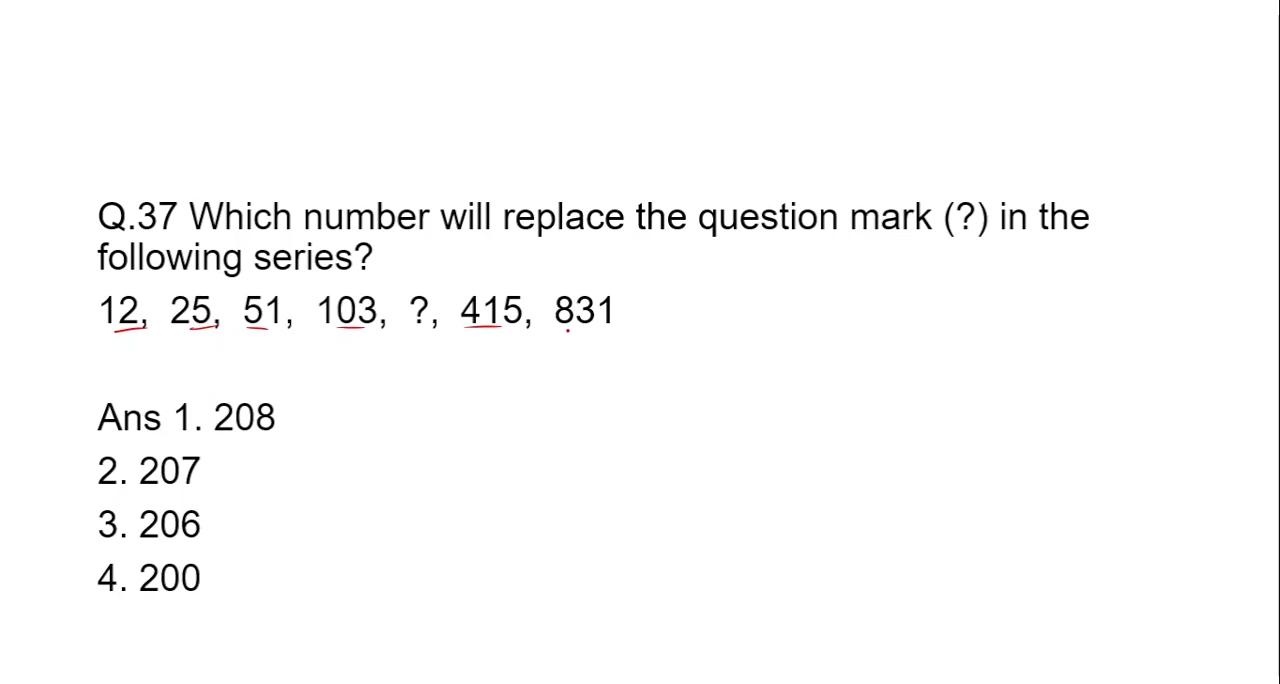 Q.37 Which number will replace the question mark (?) in the
following series?
12, 25, 51, 103, ?, 415, 831
Ans 1. 208
2. 207
3. 206
4. 200